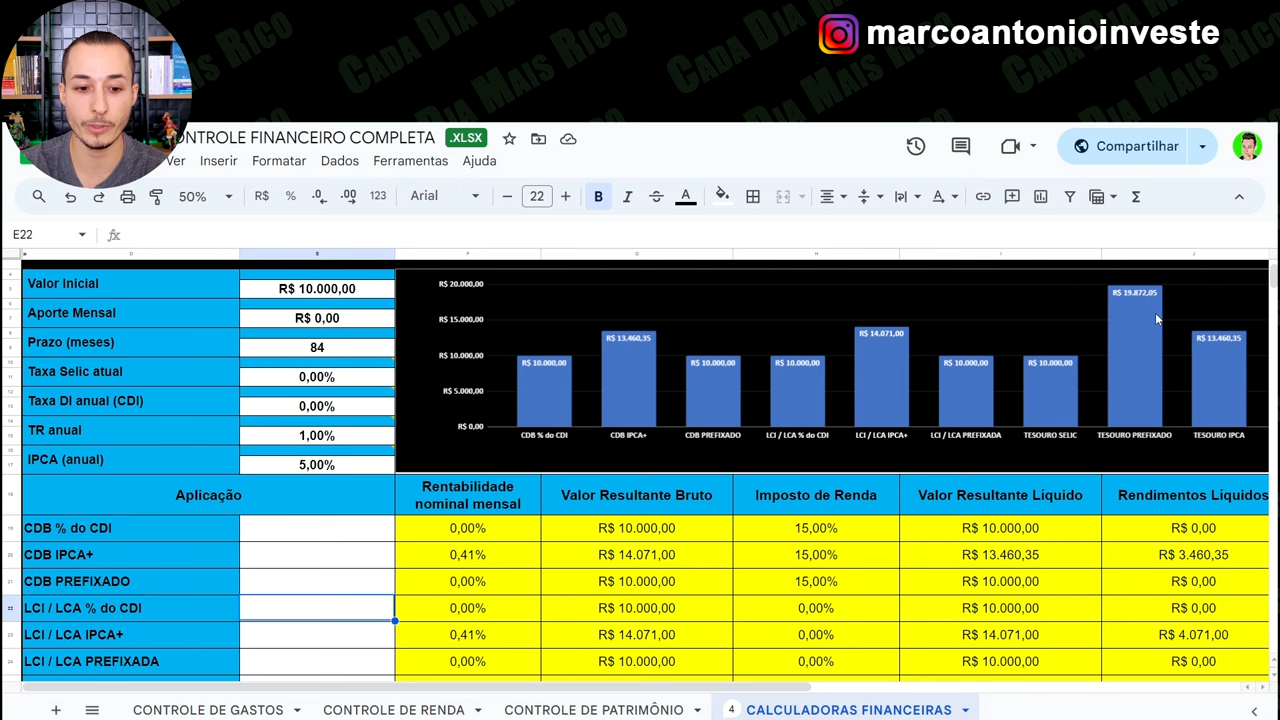 CADA DIA MAIS RICO
marcoantonioinveste
ONTROLE FINANCEIRO COMPLETA .XLSX
Ver Inserir Formatar Dados Ferramentas Ajuda
Compartilhar
50% R$ % .0 .00 123 Arial 22 B I A
E22 fx
D E F G H I J
Valor Inicial R$ 10.000,00
Aporte Mensal R$ 0,00
Prazo (meses) 84
Taxa Selic atual 0,00%
Taxa DI anual (CDI) 0,00%
TR anual 1,00%
IPCA (anual) 5,00%
R$ 20.000,00
R$ 15.000,00
R$ 10.000,00
R$ 5.000,00
R$ 0,00
R$ 10.000,00 R$ 13.460,35 R$ 10.000,00 R$ 10.000,00 R$ 14.071,00 R$ 10.000,00 R$ 10.000,00 R$ 19.872,05 R$ 13.460,35
CDB % do CDI CDB IPCA+ CDB PREFIXADO LCI / LCA % do CDI LCI / LCA IPCA+ LCI / LCA PREFIXADA TESOURO SELIC TESOURO PREFIXADO TESOURO IPCA
Aplicação Rentabilidade nominal mensal Valor Resultante Bruto Imposto de Renda Valor Resultante Líquido Rendimentos Líquidos
19 CDB % do CDI 0,00% R$ 10.000,00 15,00% R$ 10.000,00 R$ 0,00
20 CDB IPCA+ 0,41% R$ 14.071,00 15,00% R$ 13.460,35 R$ 3.460,35
21 CDB PREFIXADO 0,00% R$ 10.000,00 15,00% R$ 10.000,00 R$ 0,00
22 LCI / LCA % do CDI 0,00% R$ 10.000,00 0,00% R$ 10.000,00 R$ 0,00
23 LCI / LCA IPCA+ 0,41% R$ 14.071,00 0,00% R$ 14.071,00 R$ 4.071,00
24 LCI / LCA PREFIXADA 0,00% R$ 10.000,00 0,00% R$ 10.000,00 R$ 0,00
CONTROLE DE GASTOS CONTROLE DE RENDA CONTROLE DE PATRIMÔNIO 4 CALCULADORAS FINANCEIRAS